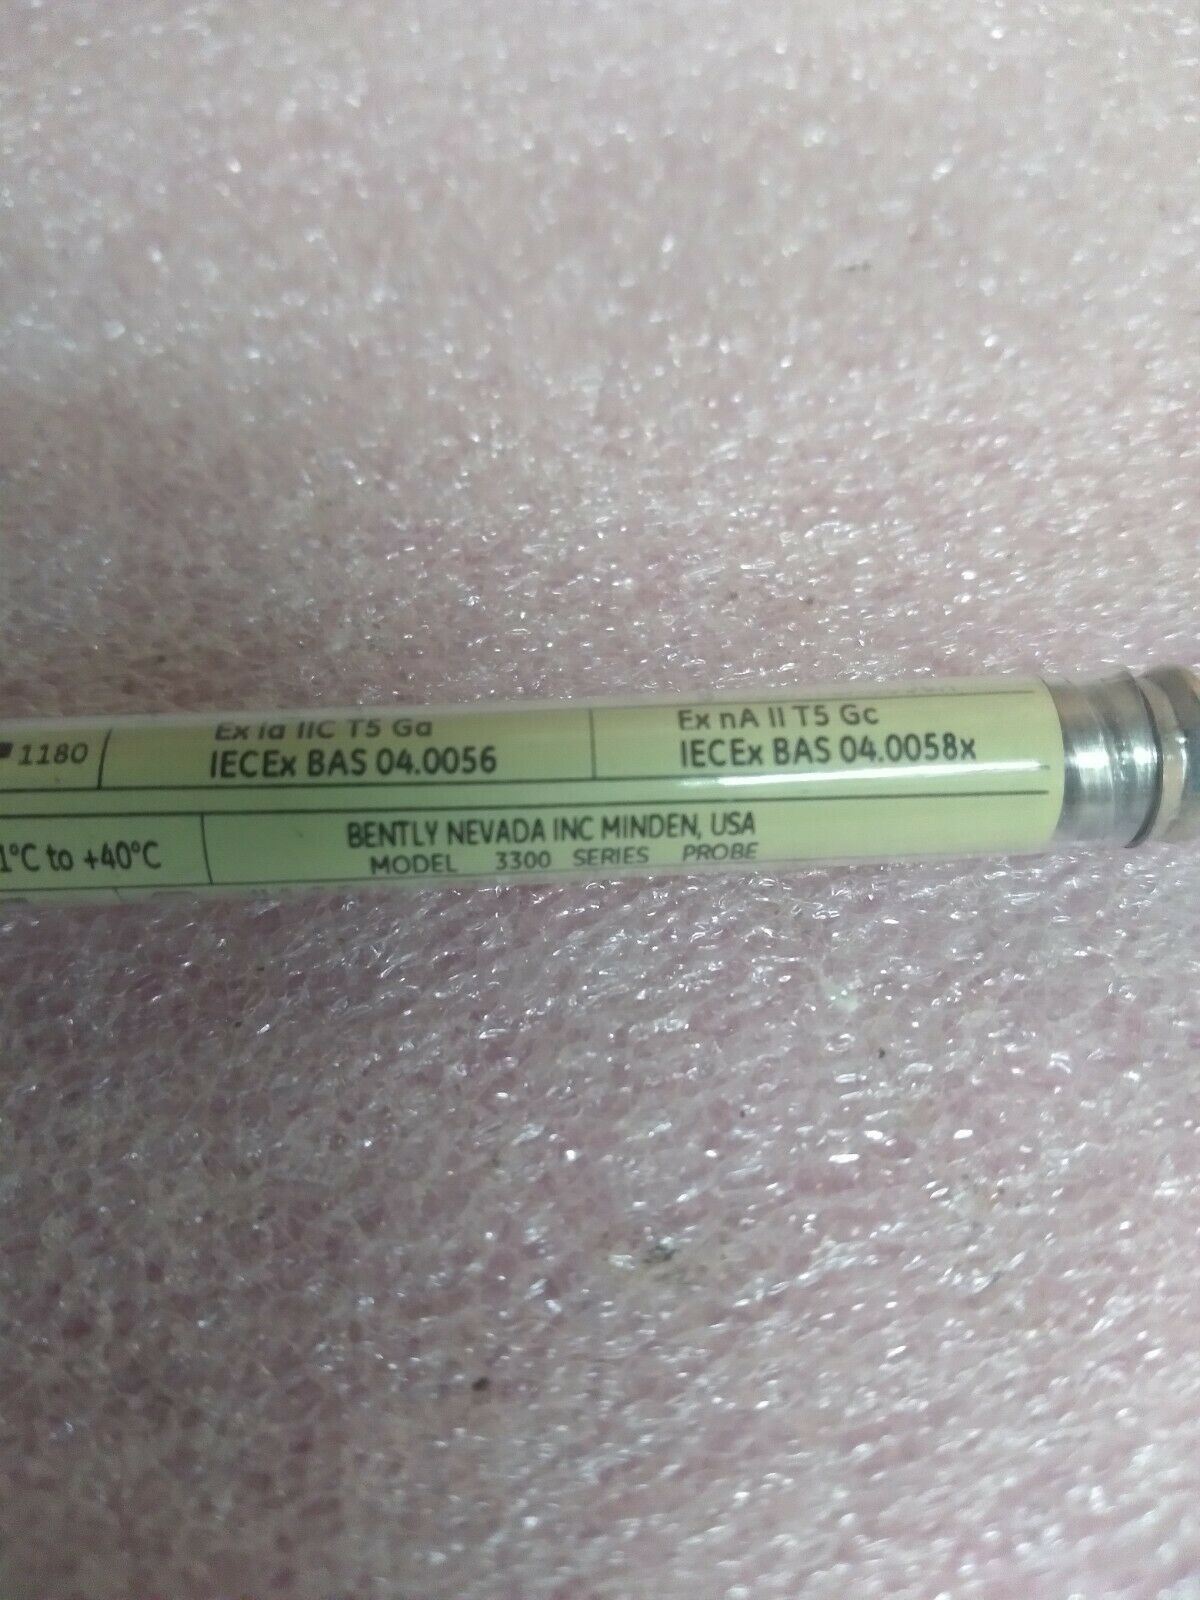 1180
Ex ia IIC T5 Ga
IECEx BAS 04.0056
Ex nA II T5 Gc
IECEx BAS 04.0058x
1°C to +40°C
BENTLY NEVADA INC MINDEN, USA
MODEL 3300 SERIES PROBE